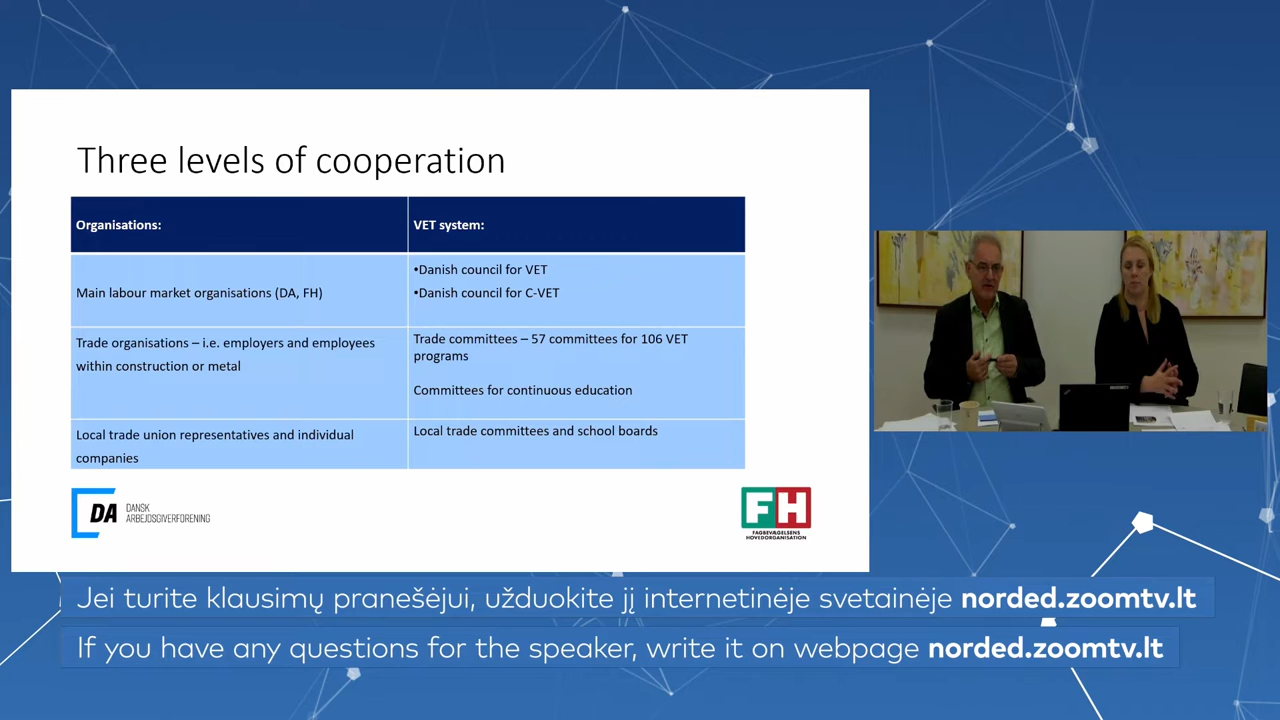 Three levels of cooperation
Organisations:
VET system:
Main labour market organisations (DA, FH)
•Danish council for VET
•Danish council for C-VET
Trade organisations – i.e. employers and employees
within construction or metal
Trade committees – 57 committees for 106 VET
programs
Committees for continuous education
Local trade union representatives and individual
companies
Local trade committees and school boards
DA
DANSK
ARBEJDSGIVERFORENING
FH
FAGBEVÆGELSENS
HOVEDORGANISATION
Jei turite klausimų pranešėjui, užduokite jį internetinėje svetainėje norded.zoomtv.lt
If you have any questions for the speaker, write it on webpage norded.zoomtv.lt